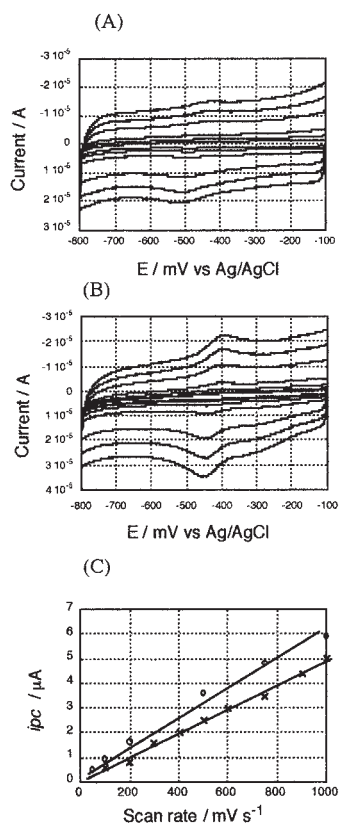 (A)
-3 10⁻⁵
-2 10⁻⁵
-1 10⁻⁵
0
1 10⁻⁵
2 10⁻⁵
3 10⁻⁵
Current / A
-800 -700 -600 -500 -400 -300 -200 -100
E / mV vs Ag/AgCl
(B)
-3 10⁻⁵
-2 10⁻⁵
-1 10⁻⁵
0
1 10⁻⁵
2 10⁻⁵
3 10⁻⁵
4 10⁻⁵
Current / A
-800 -700 -600 -500 -400 -300 -200 -100
E / mV vs Ag/AgCl
(C)
7
6
5
4
3
2
1
0
ipc / µA
0 200 400 600 800 1000
Scan rate / mV s⁻¹